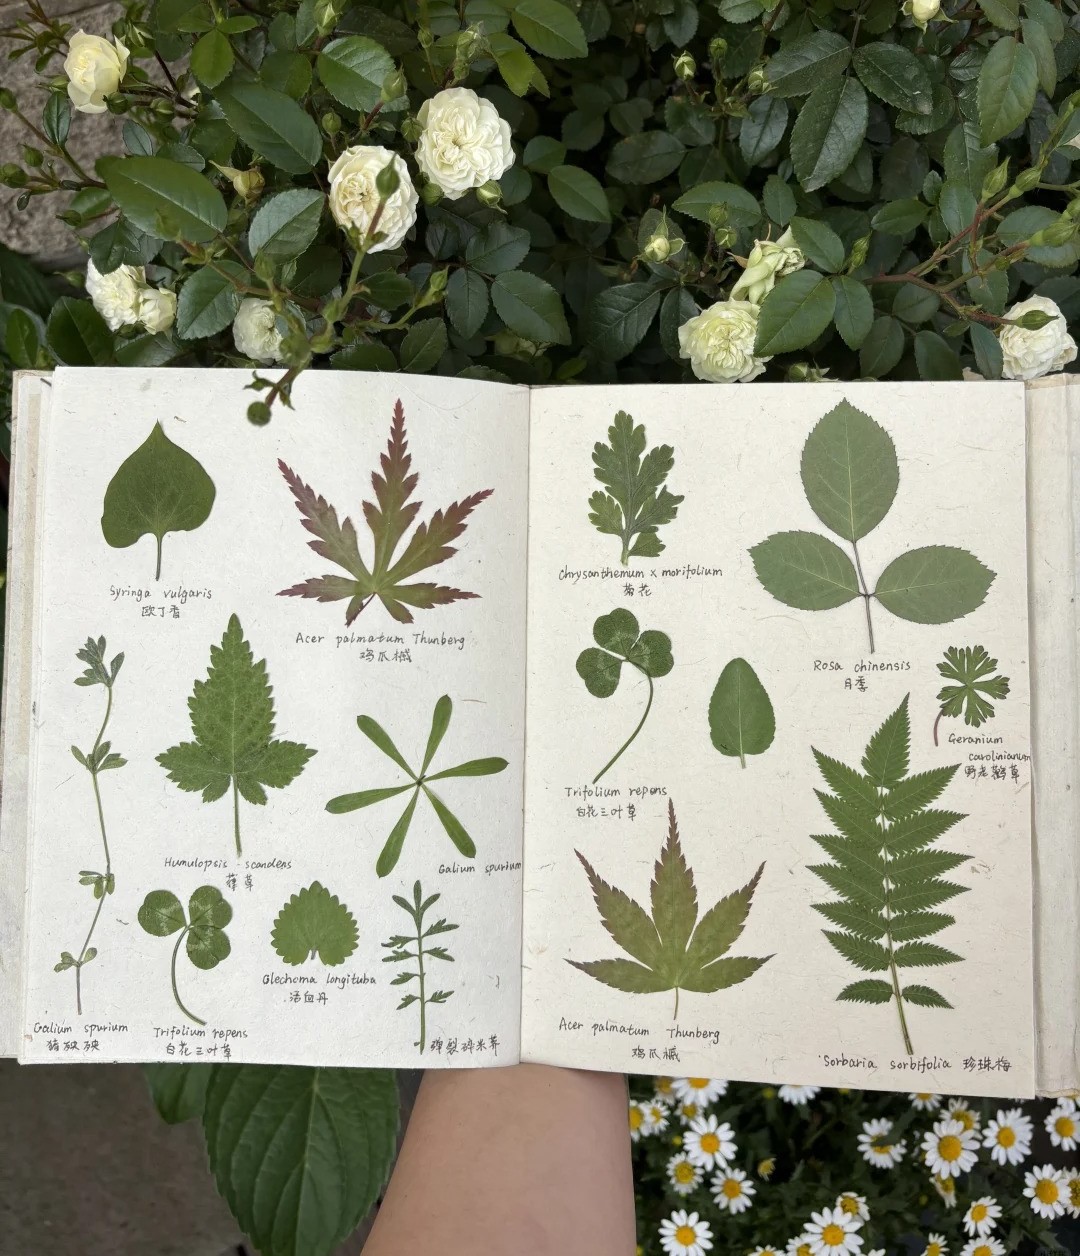 Syringa vulgaris
欧丁香
Acer palmatum Thunberg
鸡爪槭
Humulopsis scandens
葎草
Galium spurium
Galium spurium
猪殃殃
Trifolium repens
白花三叶草
Glechoma longituba
活血丹
弹裂碎米荠
Chrysanthemum x morifolium
菊花
Rosa chinensis
月季
Trifolium repens
白花三叶草
Geranium
carolinianum
野老鹳草
Acer palmatum Thunberg
鸡爪槭
Sorbaria sorbifolia 珍珠梅